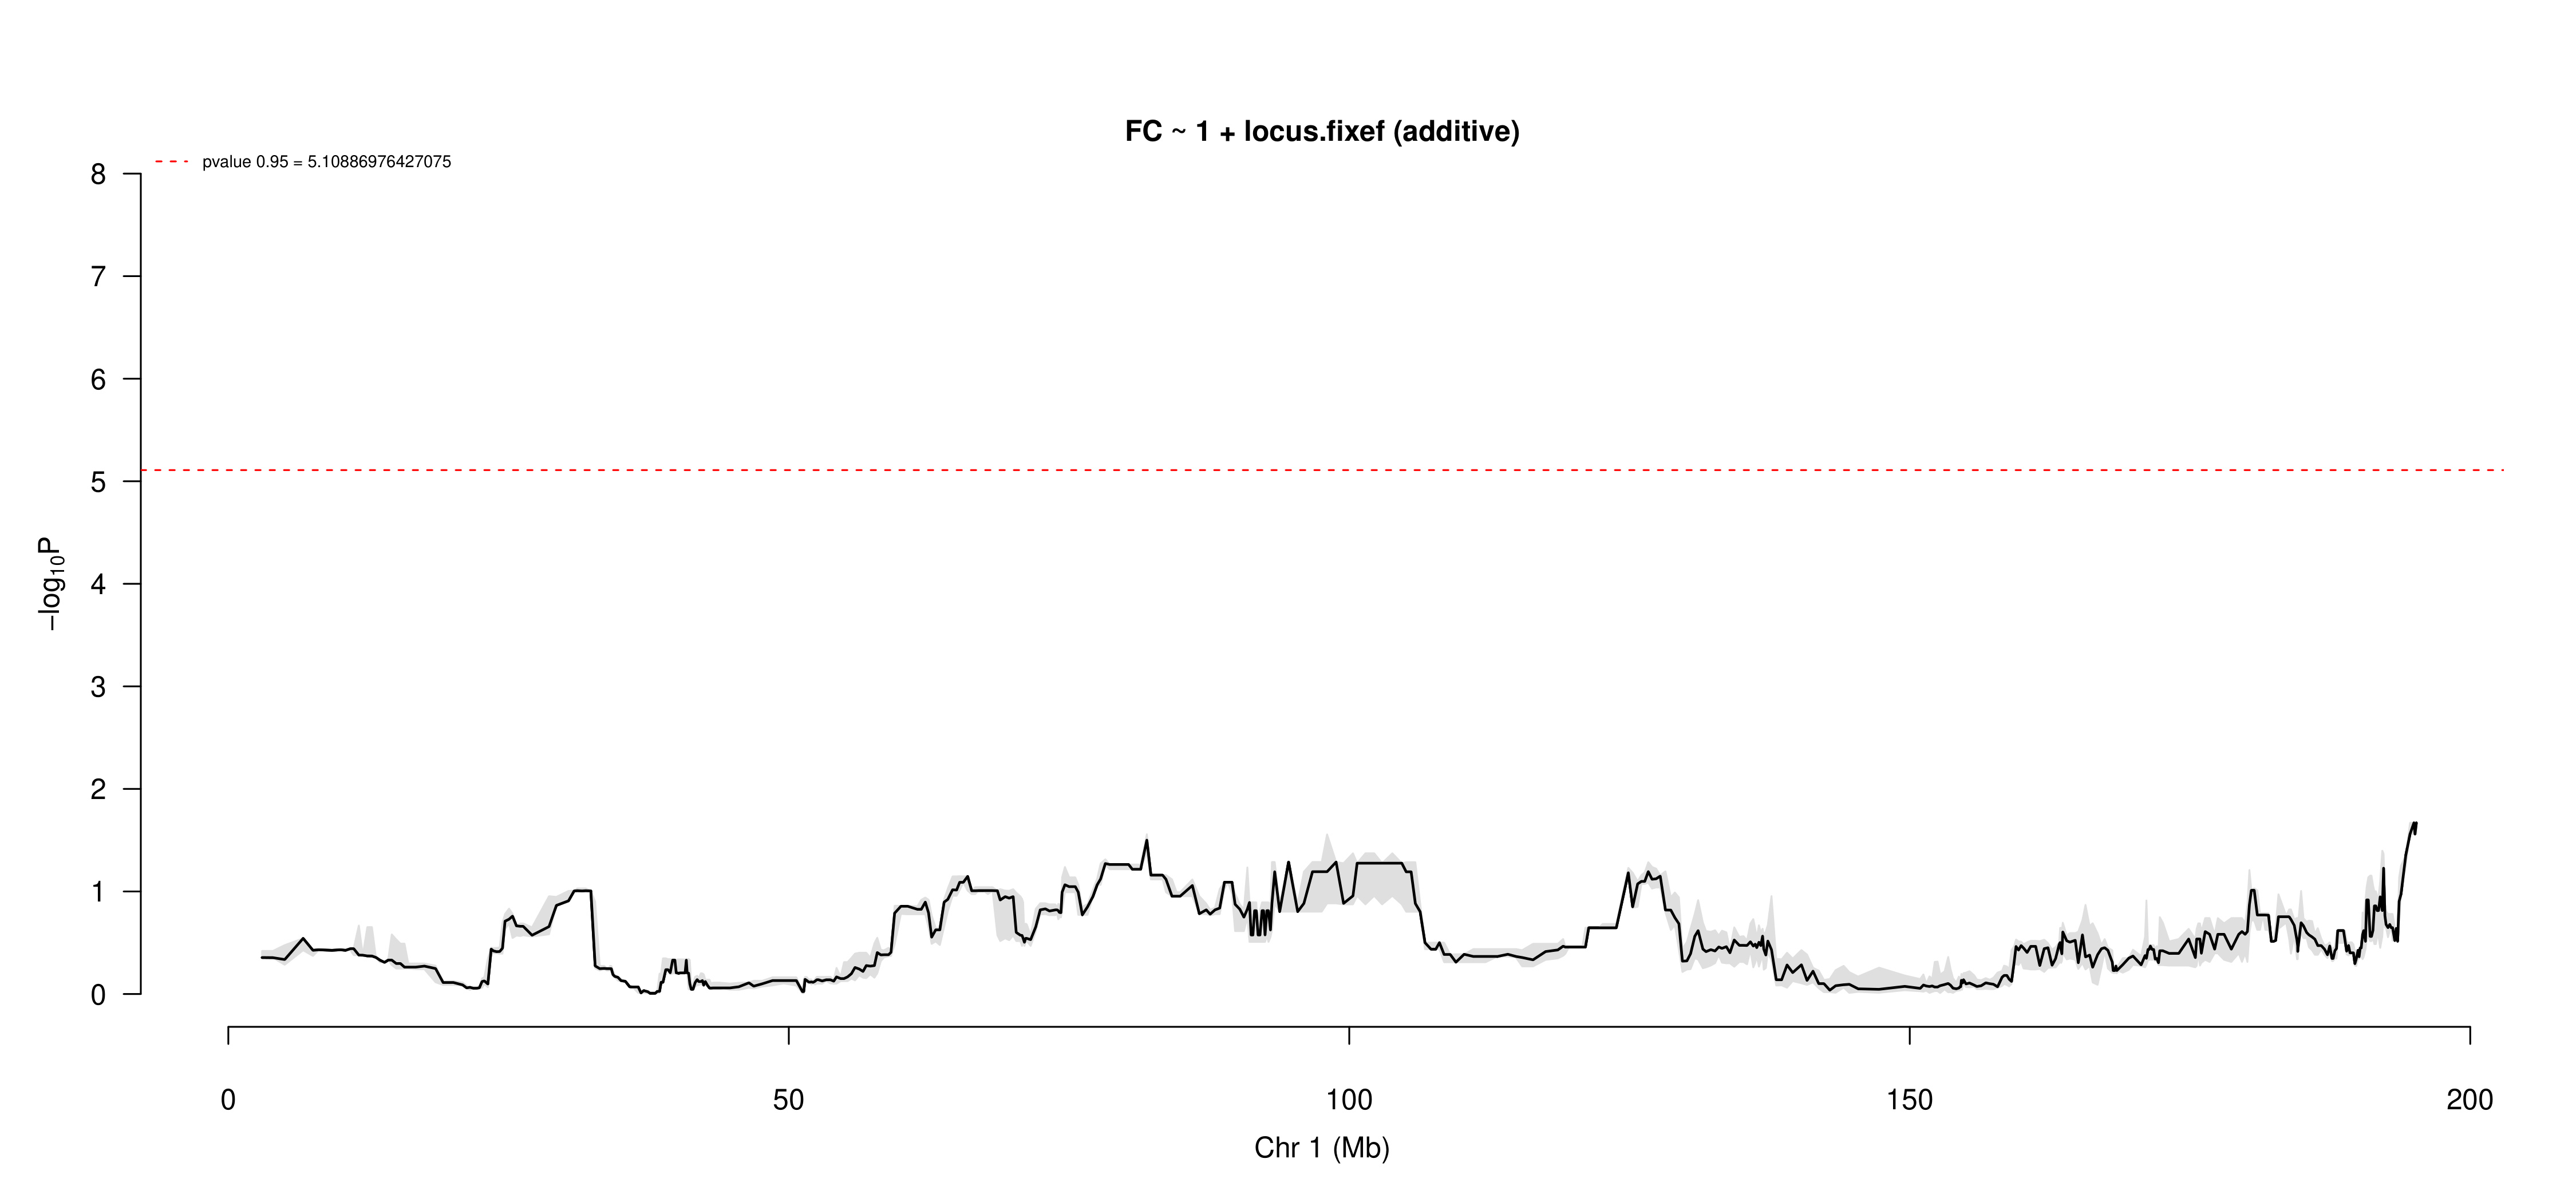 FC ~ 1 + locus.fixef (additive)
pvalue 0.95 = 5.10886976427075
8
7
6
5
4
3
2
1
0
−log10P
0 50 100 150 200
Chr 1 (Mb)